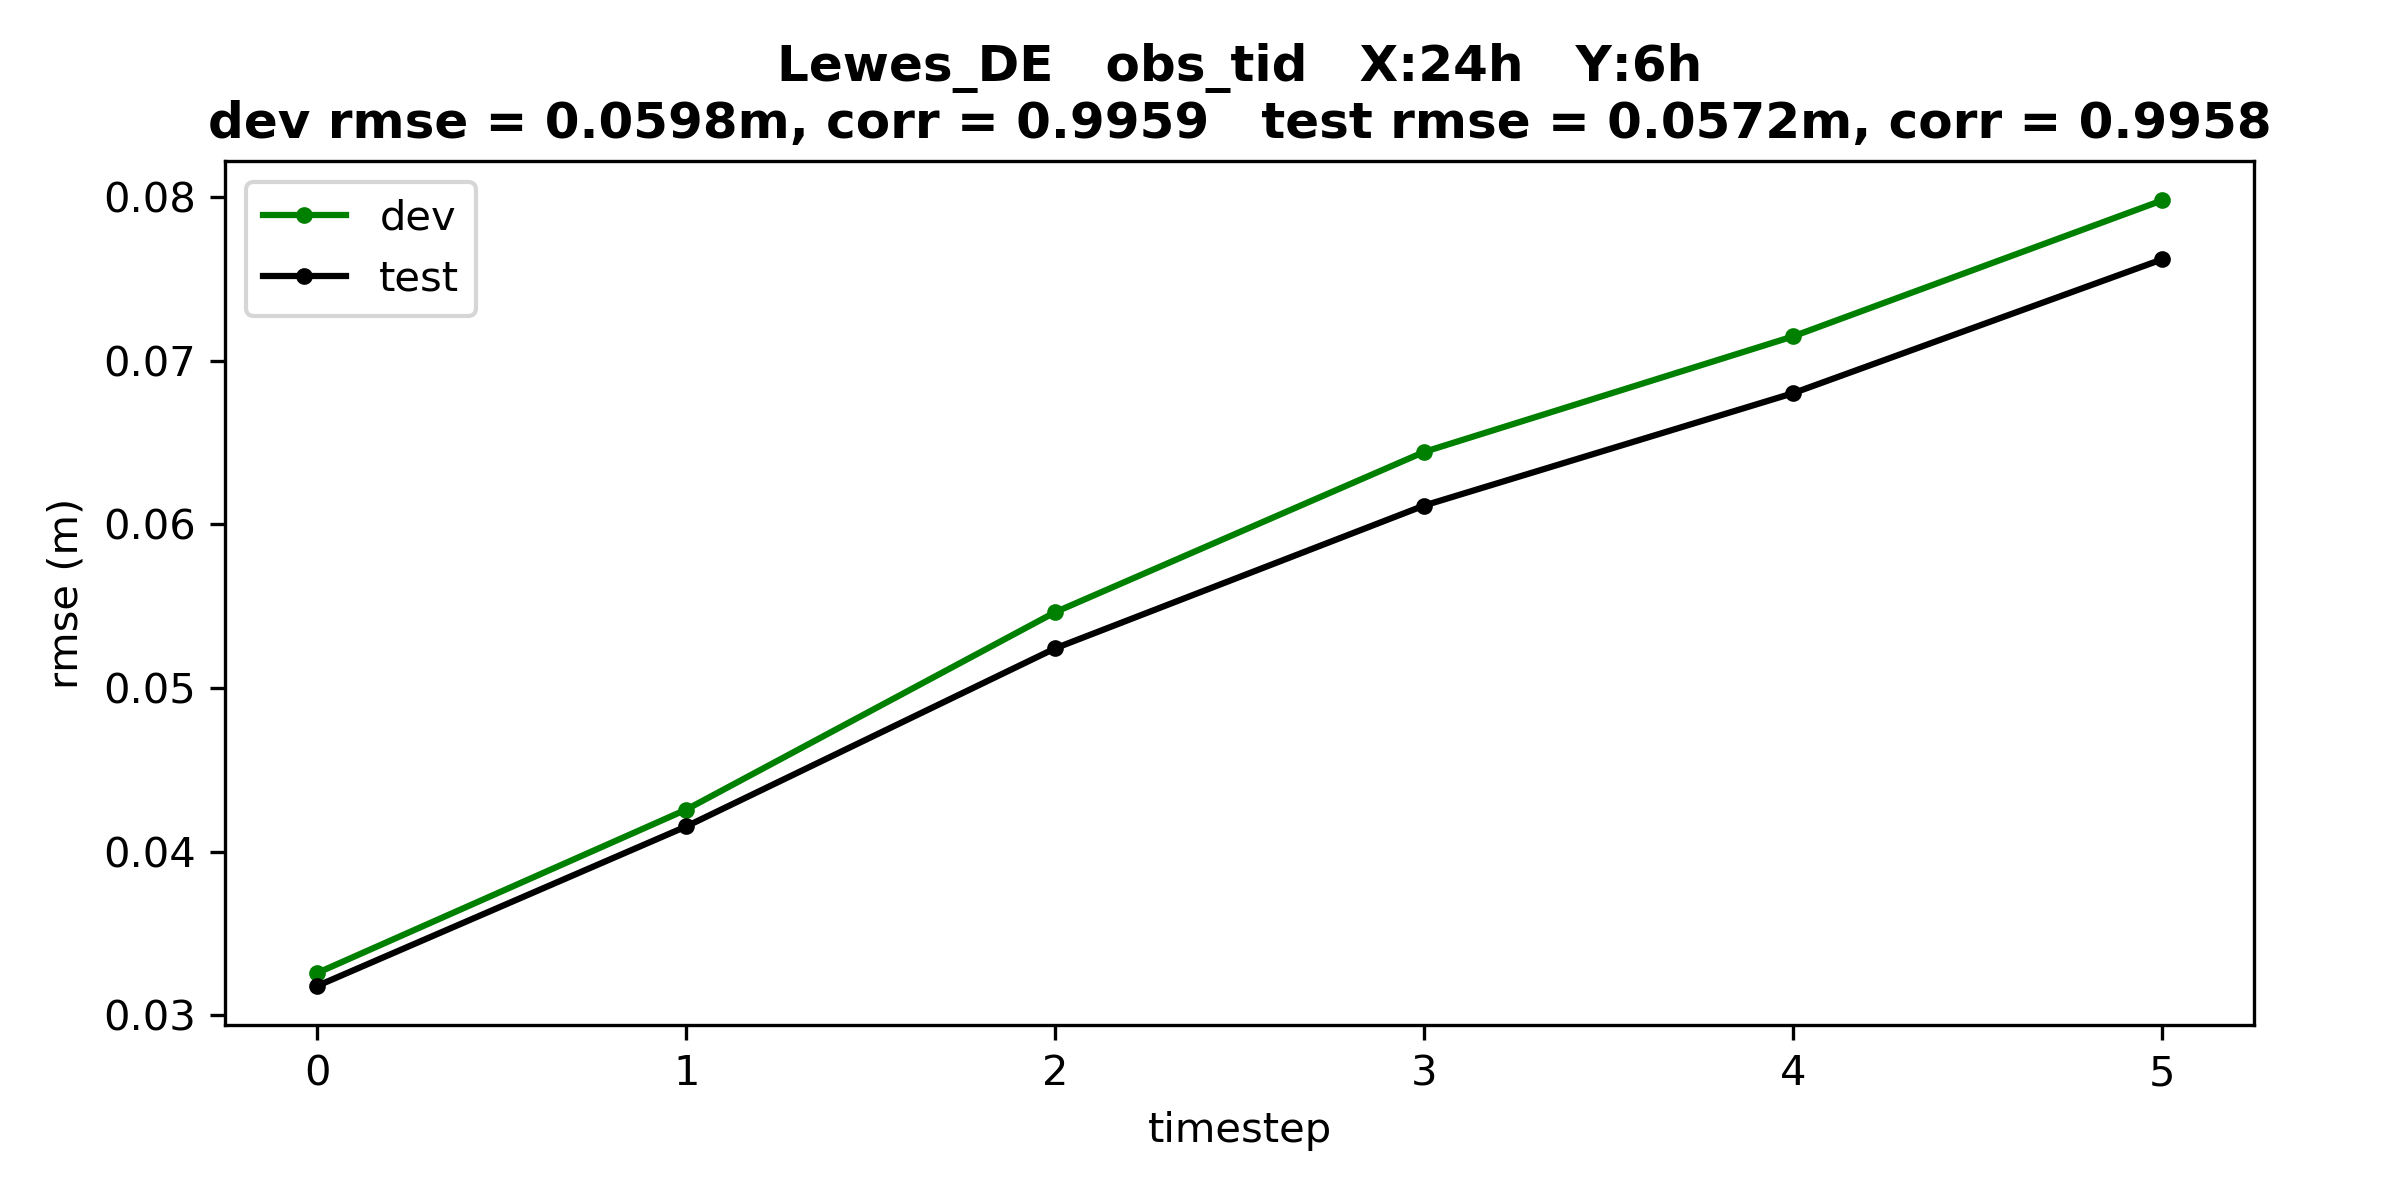 Lewes_DE obs_tid X:24h Y:6h
dev rmse = 0.0598m, corr = 0.9959 test rmse = 0.0572m, corr = 0.9958
dev
test
0.08
0.07
0.06
0.05
0.04
0.03
rmse (m)
0 1 2 3 4 5
timestep